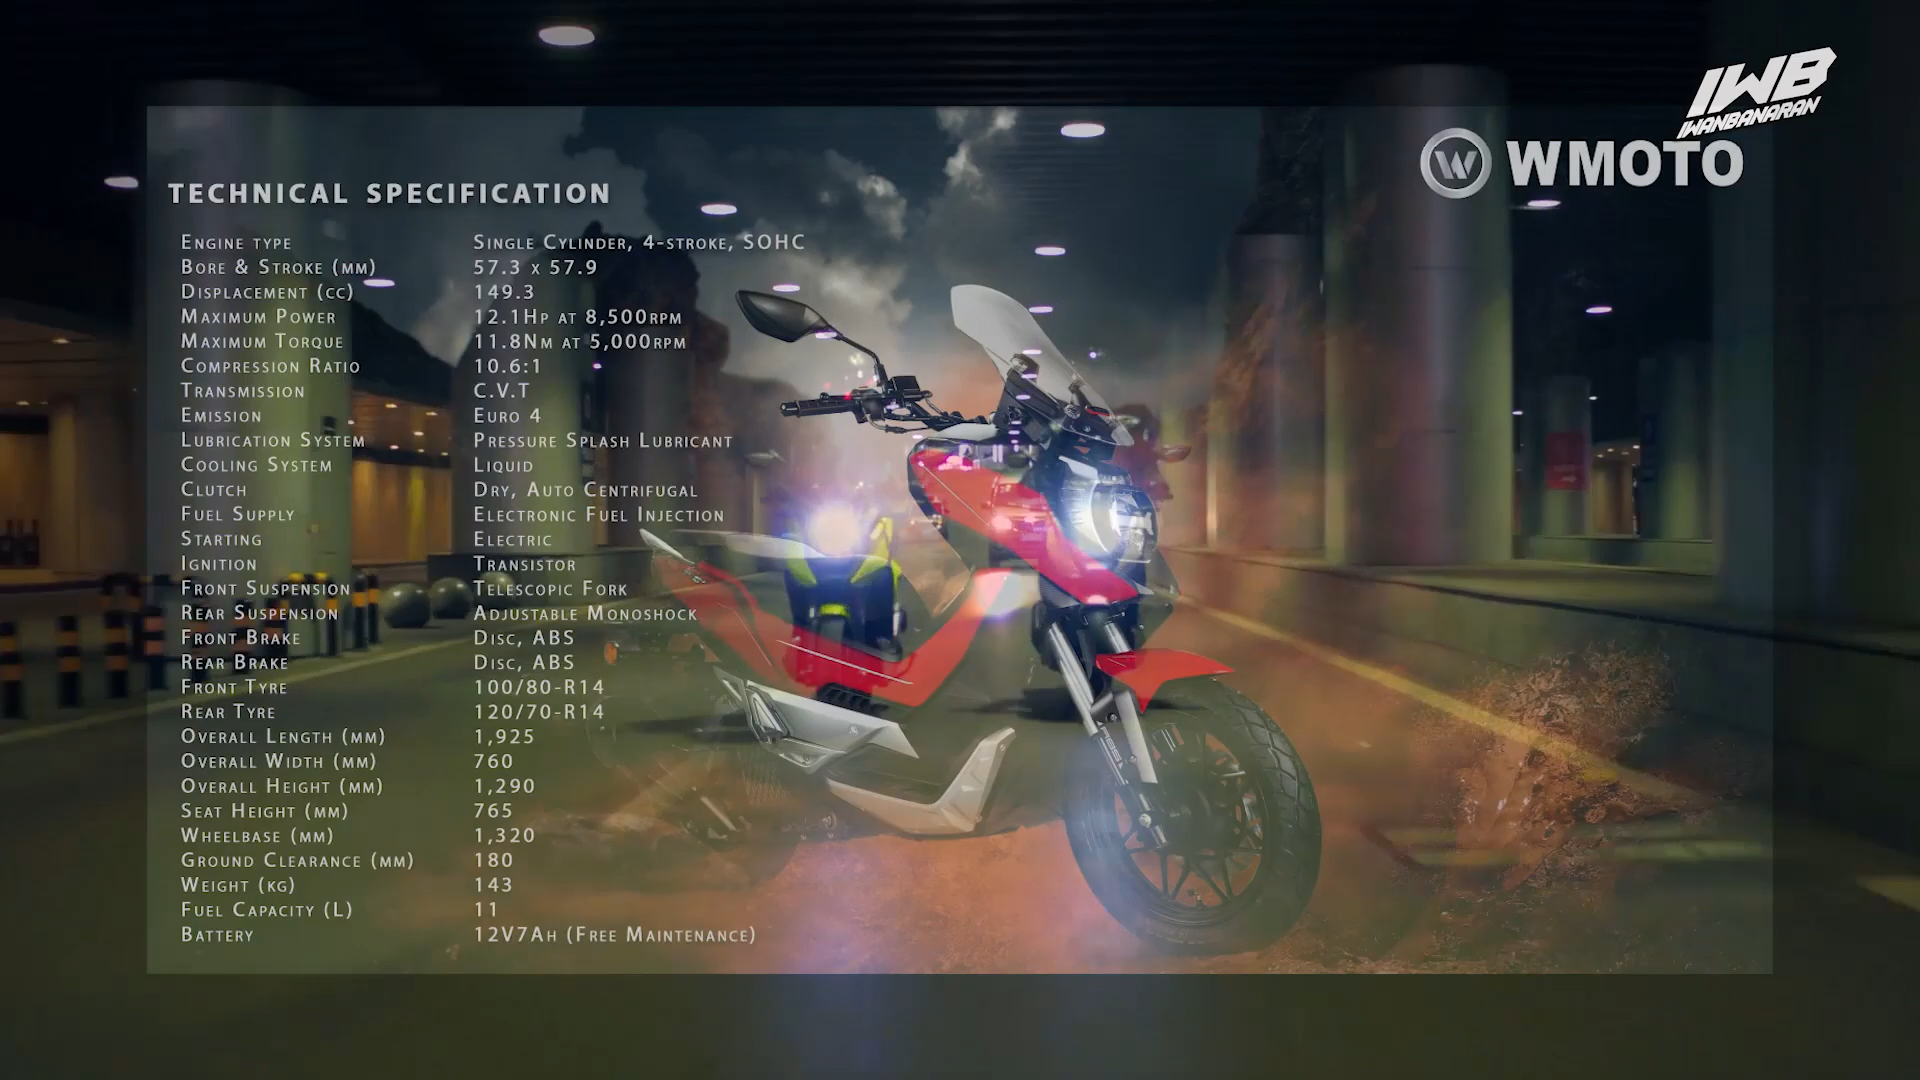 IWB
IWANBANARAN
W WMOTO
TECHNICAL SPECIFICATION
ENGINE TYPE SINGLE CYLINDER, 4-STROKE, SOHC
BORE & STROKE (MM) 57.3 X 57.9
DISPLACEMENT (CC) 149.3
MAXIMUM POWER 12.1HP AT 8,500RPM
MAXIMUM TORQUE 11.8NM AT 5,000RPM
COMPRESSION RATIO 10.6:1
TRANSMISSION C.V.T
EMISSION EURO 4
LUBRICATION SYSTEM PRESSURE SPLASH LUBRICANT
COOLING SYSTEM LIQUID
CLUTCH DRY, AUTO CENTRIFUGAL
FUEL SUPPLY ELECTRONIC FUEL INJECTION
STARTING ELECTRIC
IGNITION TRANSISTOR
FRONT SUSPENSION TELESCOPIC FORK
REAR SUSPENSION ADJUSTABLE MONOSHOCK
FRONT BRAKE DISC, ABS
REAR BRAKE DISC, ABS
FRONT TYRE 100/80-R14
REAR TYRE 120/70-R14
OVERALL LENGTH (MM) 1,925
OVERALL WIDTH (MM) 760
OVERALL HEIGHT (MM) 1,290
SEAT HEIGHT (MM) 765
WHEELBASE (MM) 1,320
GROUND CLEARANCE (MM) 180
WEIGHT (KG) 143
FUEL CAPACITY (L) 11
BATTERY 12V7AH (FREE MAINTENANCE)